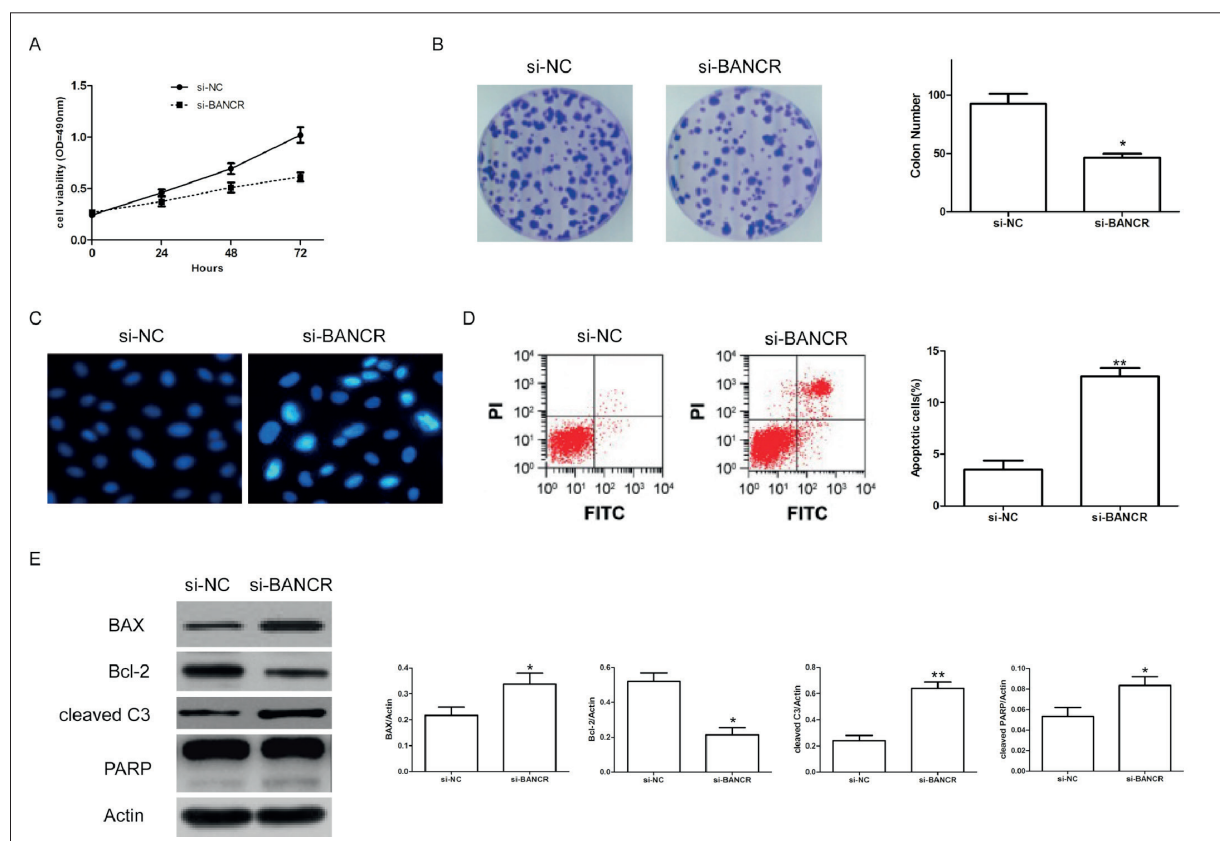 A
1.5
1.0
0.5
0.0
cell viability (OD=490nm)
si-NC
si-BANCR
0 24 48 72
Hours
B
si-NC si-BANCR
Colon Number
100
50
0
*
si-NC si-BANCR
C
si-NC si-BANCR
D
si-NC si-BANCR
PI
10⁴
10³
10²
10¹
10⁰
10⁰ 10¹ 10² 10³ 10⁴
FITC
PI
10⁴
10³
10²
10¹
10⁰
10⁰ 10¹ 10² 10³ 10⁴
FITC
Apoptotic cells(%)
15
10
5
0
**
si-NC si-BANCR
E
si-NC si-BANCR
BAX
Bcl-2
cleaved C3
PARP
Actin
BAX/Actin
0.4
0.3
0.2
0.1
0.0
*
si-NC si-BANCR
Bcl-2/Actin
0.6
0.4
0.2
0.0
*
si-NC si-BANCR
cleaved C3/Actin
0.8
0.6
0.4
0.2
0.0
**
si-NC si-BANCR
cleaved PARP/Actin
0.10
0.08
0.06
0.04
0.02
0.00
*
si-NC si-BANCR